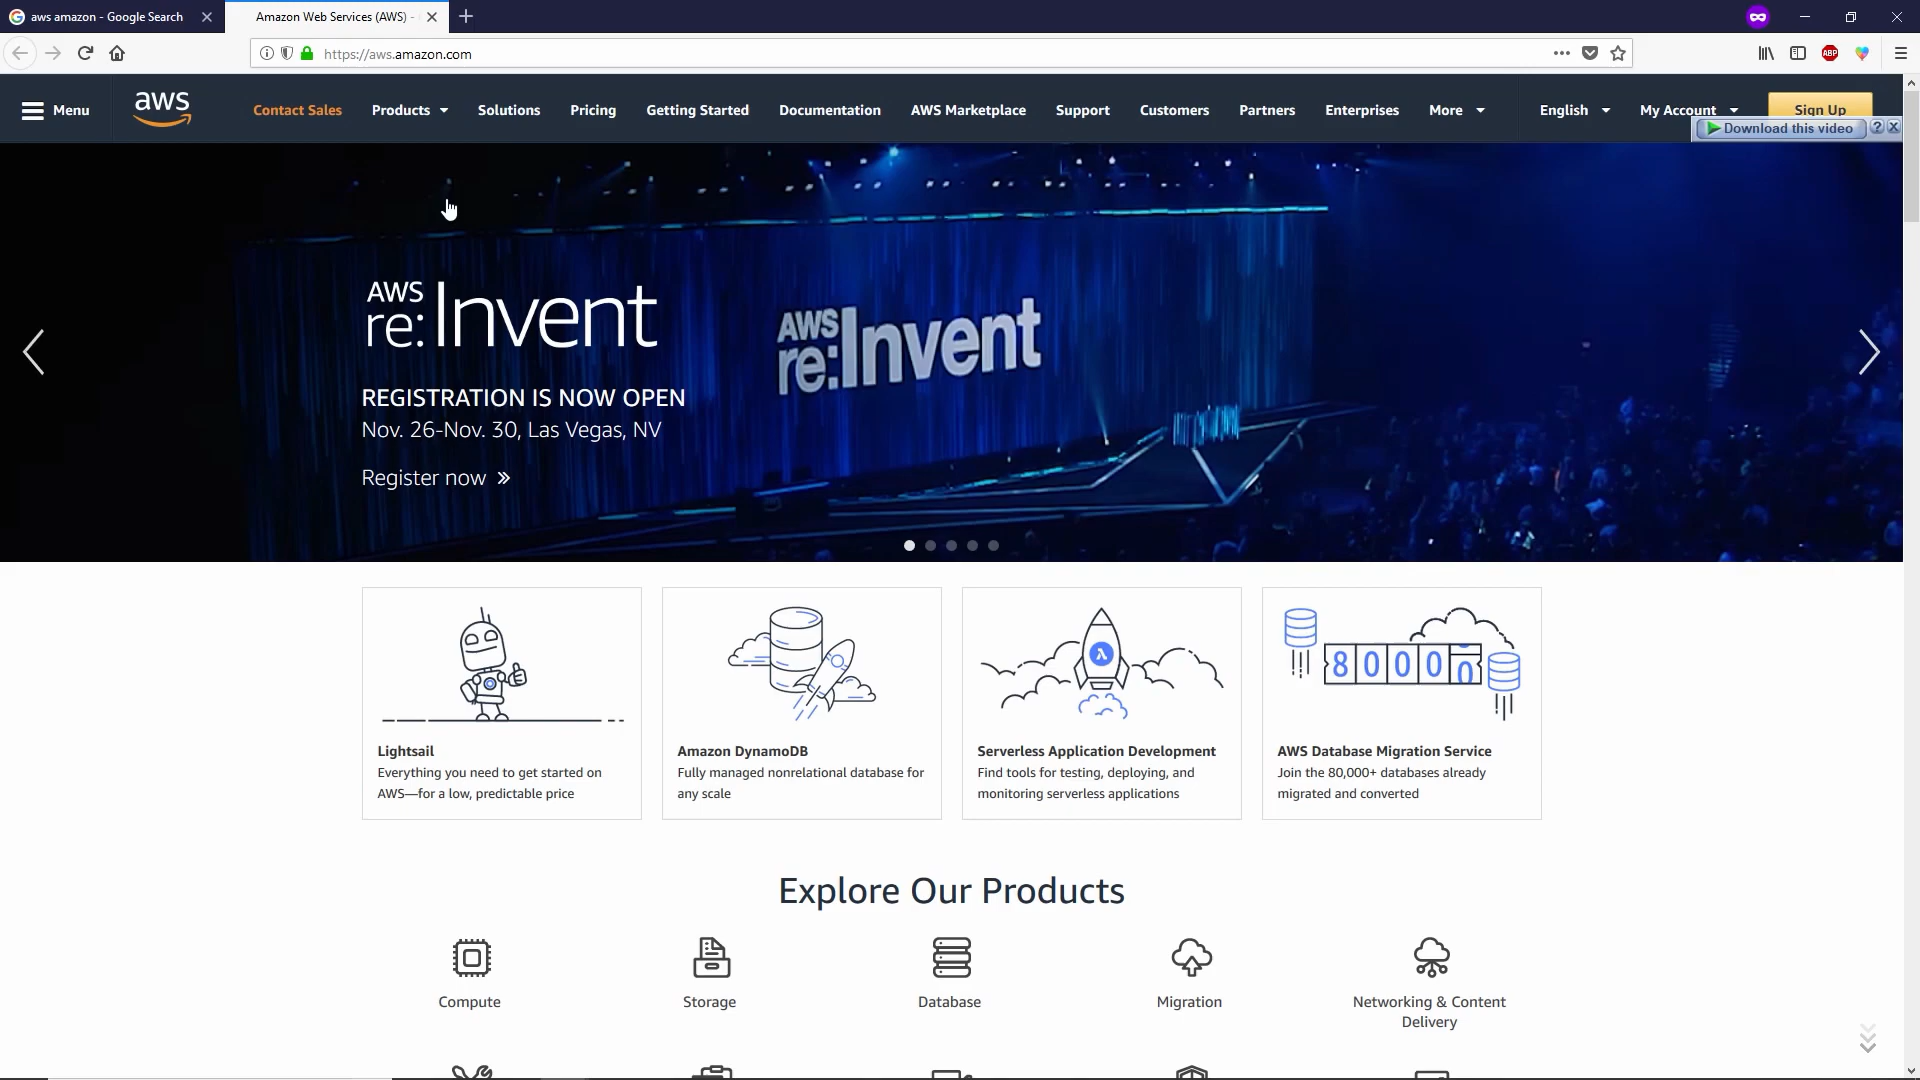 aws amazon - Google Search
Amazon Web Services (AWS) -
https://aws.amazon.com
ABP
Menu
aws
Contact Sales
Products
Solutions
Pricing
Getting Started
Documentation
AWS Marketplace
Support
Customers
Partners
Enterprises
More
English
My Account
Sign Up
Download this video
?
AWS
re:Invent
AWS
re:Invent
REGISTRATION IS NOW OPEN
Nov. 26-Nov. 30, Las Vegas, NV
Register now »
80000
Lightsail
Everything you need to get started on
AWS—for a low, predictable price
Amazon DynamoDB
Fully managed nonrelational database for
any scale
λ
Serverless Application Development
Find tools for testing, deploying, and
monitoring serverless applications
AWS Database Migration Service
Join the 80,000+ databases already
migrated and converted
Explore Our Products
Compute
Storage
Database
Migration
Networking & Content
Delivery